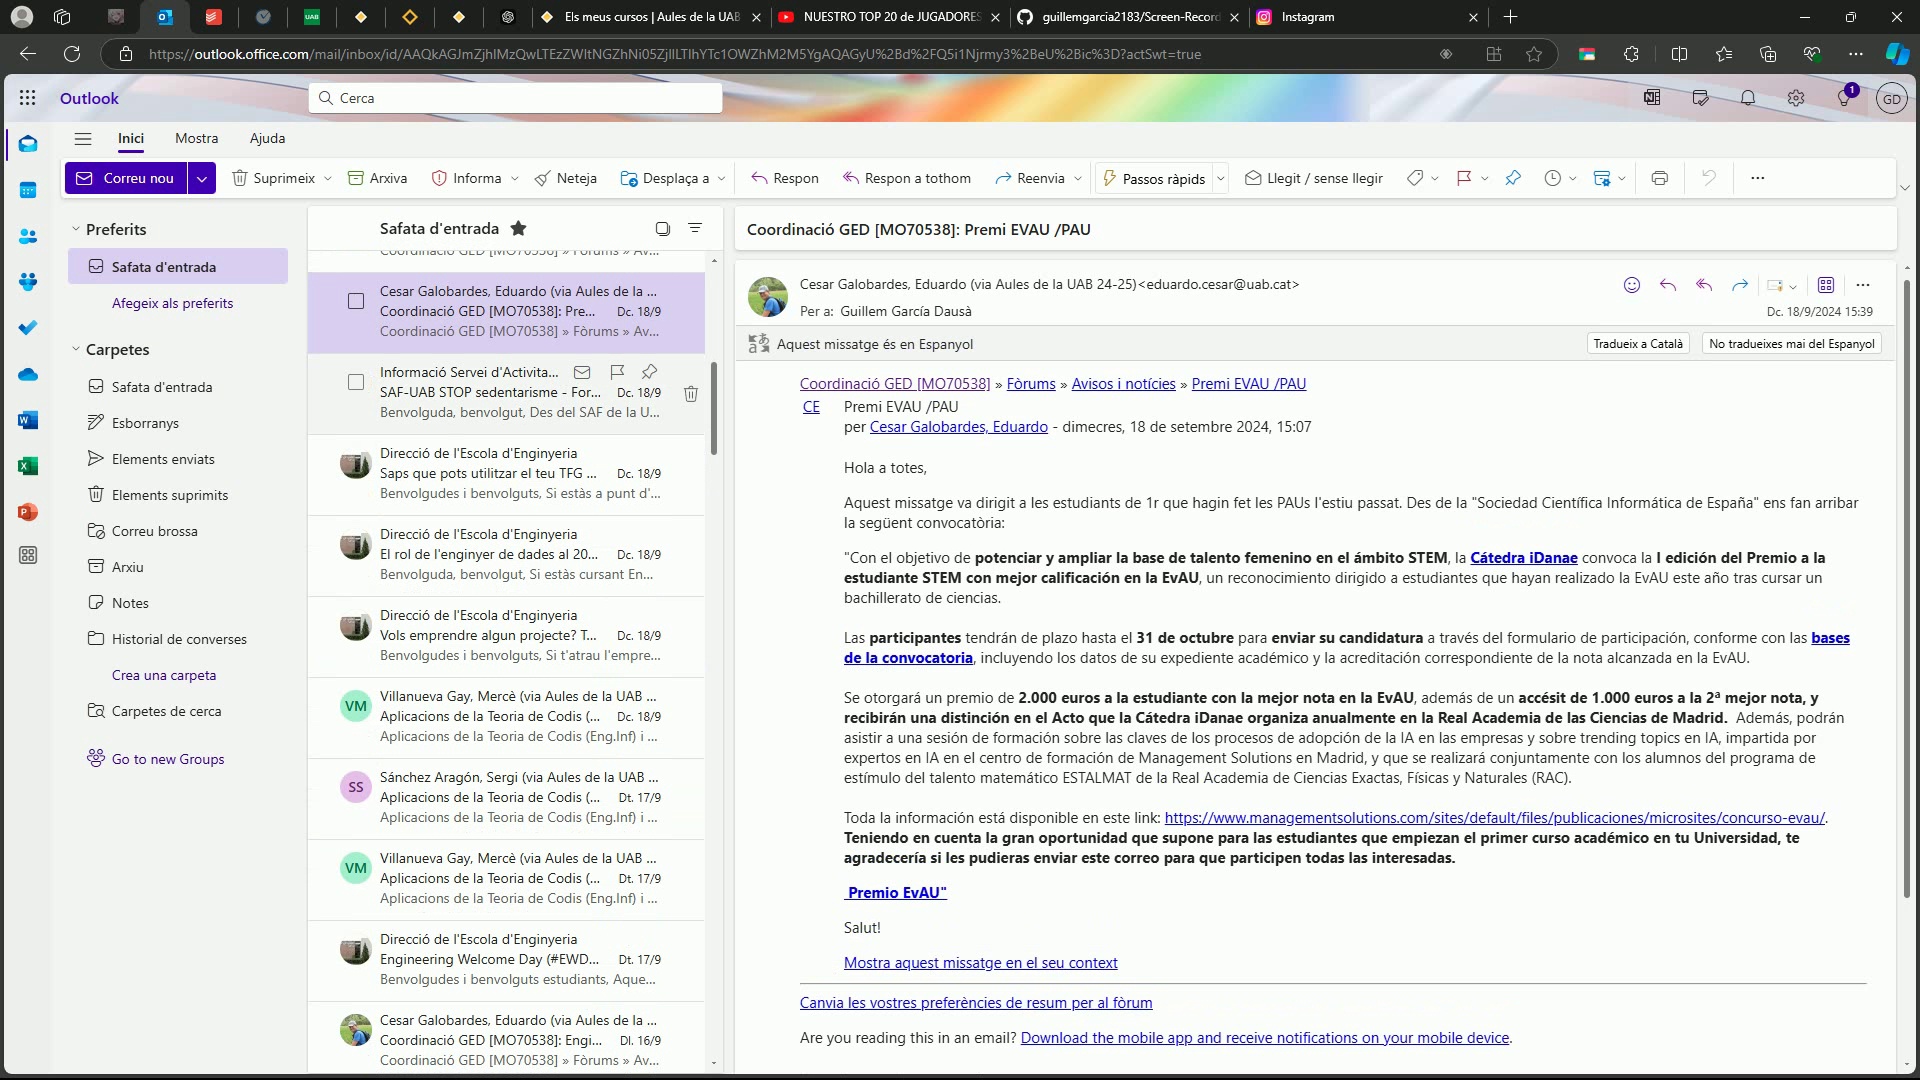 Els meus cursos | Aules de la UAB
NUESTRO TOP 20 de JUGADORES
guillemgarcia2183/Screen-Record
Instagram
https://outlook.office.com/mail/inbox/id/
?actSwt=true
Outlook
Cerca
1
GD
Inici
Mostra
Ajuda
Correu nou
Suprimeix
Arxiva
Informa
Neteja
Desplaça a
Respon
Respon a tothom
Reenvia
Passos ràpids
Llegit / sense llegir
Preferits
Safata d'entrada
Afegeix als preferits
Carpetes
Safata d'entrada
Esborranys
Elements enviats
Elements suprimits
Correu brossa
Arxiu
Notes
Historial de converses
Crea una carpeta
Carpetes de cerca
Go to new Groups
Safata d'entrada
Coordinació GED [MO70538] » Fòrums » Av...
Cesar Galobardes, Eduardo (via Aules de la ...
Coordinació GED [MO70538]: Pre... Dc. 18/9
Coordinació GED [MO70538] » Fòrums » Av...
Informació Servei d'Activita...
SAF-UAB STOP sedentarisme - For... Dc. 18/9
Benvolguda, benvolgut, Des del SAF de la U...
Direcció de l'Escola d'Enginyeria
Saps que pots utilitzar el teu TFG ... Dc. 18/9
Benvolgudes i benvolguts, Si estàs a punt d'...
Direcció de l'Escola d'Enginyeria
El rol de l'enginyer de dades al 20... Dc. 18/9
Benvolguda, benvolgut, Si estàs cursant En...
Direcció de l'Escola d'Enginyeria
Vols emprendre algun projecte? T... Dc. 18/9
Benvolgudes i benvolguts, Si t'atrau l'empre...
VM
Villanueva Gay, Mercè (via Aules de la UAB ...
Aplicacions de la Teoria de Codis (... Dc. 18/9
Aplicacions de la Teoria de Codis (Eng.Inf) i ...
SS
Sánchez Aragón, Sergi (via Aules de la UAB ...
Aplicacions de la Teoria de Codis (... Dt. 17/9
Aplicacions de la Teoria de Codis (Eng.Inf) i ...
VM
Villanueva Gay, Mercè (via Aules de la UAB ...
Aplicacions de la Teoria de Codis (... Dt. 17/9
Aplicacions de la Teoria de Codis (Eng.Inf) i ...
Direcció de l'Escola d'Enginyeria
Engineering Welcome Day (#EWD... Dt. 17/9
Benvolgudes i benvolguts estudiants, Aque...
Cesar Galobardes, Eduardo (via Aules de la ...
Coordinació GED [MO70538]: Engi... Dl. 16/9
Coordinació GED [MO70538] » Fòrums » Av...
Coordinació GED [MO70538]: Premi EVAU /PAU
Cesar Galobardes, Eduardo (via Aules de la UAB 24-25)<eduardo.cesar@uab.cat>
Per a: Guillem García Dausà
Dc. 18/9/2024 15:39
Aquest missatge és en Espanyol
Tradueix a Català
No tradueixes mai del Espanyol
Coordinació GED [MO70538] » Fòrums » Avisos i notícies » Premi EVAU /PAU
CE
Premi EVAU /PAU
per Cesar Galobardes, Eduardo - dimecres, 18 de setembre 2024, 15:07
Hola a totes,
Aquest missatge va dirigit a les estudiants de 1r que hagin fet les PAUs l'estiu passat. Des de la "Sociedad Científica Informática de España" ens fan arribar
la següent convocatòria:
"Con el objetivo de potenciar y ampliar la base de talento femenino en el ámbito STEM, la Cátedra iDanae convoca la I edición del Premio a la
estudiante STEM con mejor calificación en la EvAU, un reconocimiento dirigido a estudiantes que hayan realizado la EvAU este año tras cursar un
bachillerato de ciencias.
Las participantes tendrán de plazo hasta el 31 de octubre para enviar su candidatura a través del formulario de participación, conforme con las bases
de la convocatoria, incluyendo los datos de su expediente académico y la acreditación correspondiente de la nota alcanzada en la EvAU.
Se otorgará un premio de 2.000 euros a la estudiante con la mejor nota en la EvAU, además de un accésit de 1.000 euros a la 2ª mejor nota, y
recibirán una distinción en el Acto que la Cátedra iDanae organiza anualmente en la Real Academia de las Ciencias de Madrid. Además, podrán
asistir a una sesión de formación sobre las claves de los procesos de adopción de la IA en las empresas y sobre trending topics en IA, impartida por
expertos en IA en el centro de formación de Management Solutions en Madrid, y que se realizará conjuntamente con los alumnos del programa de
estímulo del talento matemático ESTALMAT de la Real Academia de Ciencias Exactas, Físicas y Naturales (RAC).
Toda la información está disponible en este link: https://www.managementsolutions.com/sites/default/files/publicaciones/microsites/concurso-evau/.
Teniendo en cuenta la gran oportunidad que supone para las estudiantes que empiezan el primer curso académico en tu Universidad, te
agradecería si les pudieras enviar este correo para que participen todas las interesadas.
Premio EvAU"
Salut!
Mostra aquest missatge en el seu context
Canvia les vostres preferències de resum per al fòrum
Are you reading this in an email? Download the mobile app and receive notifications on your mobile device.